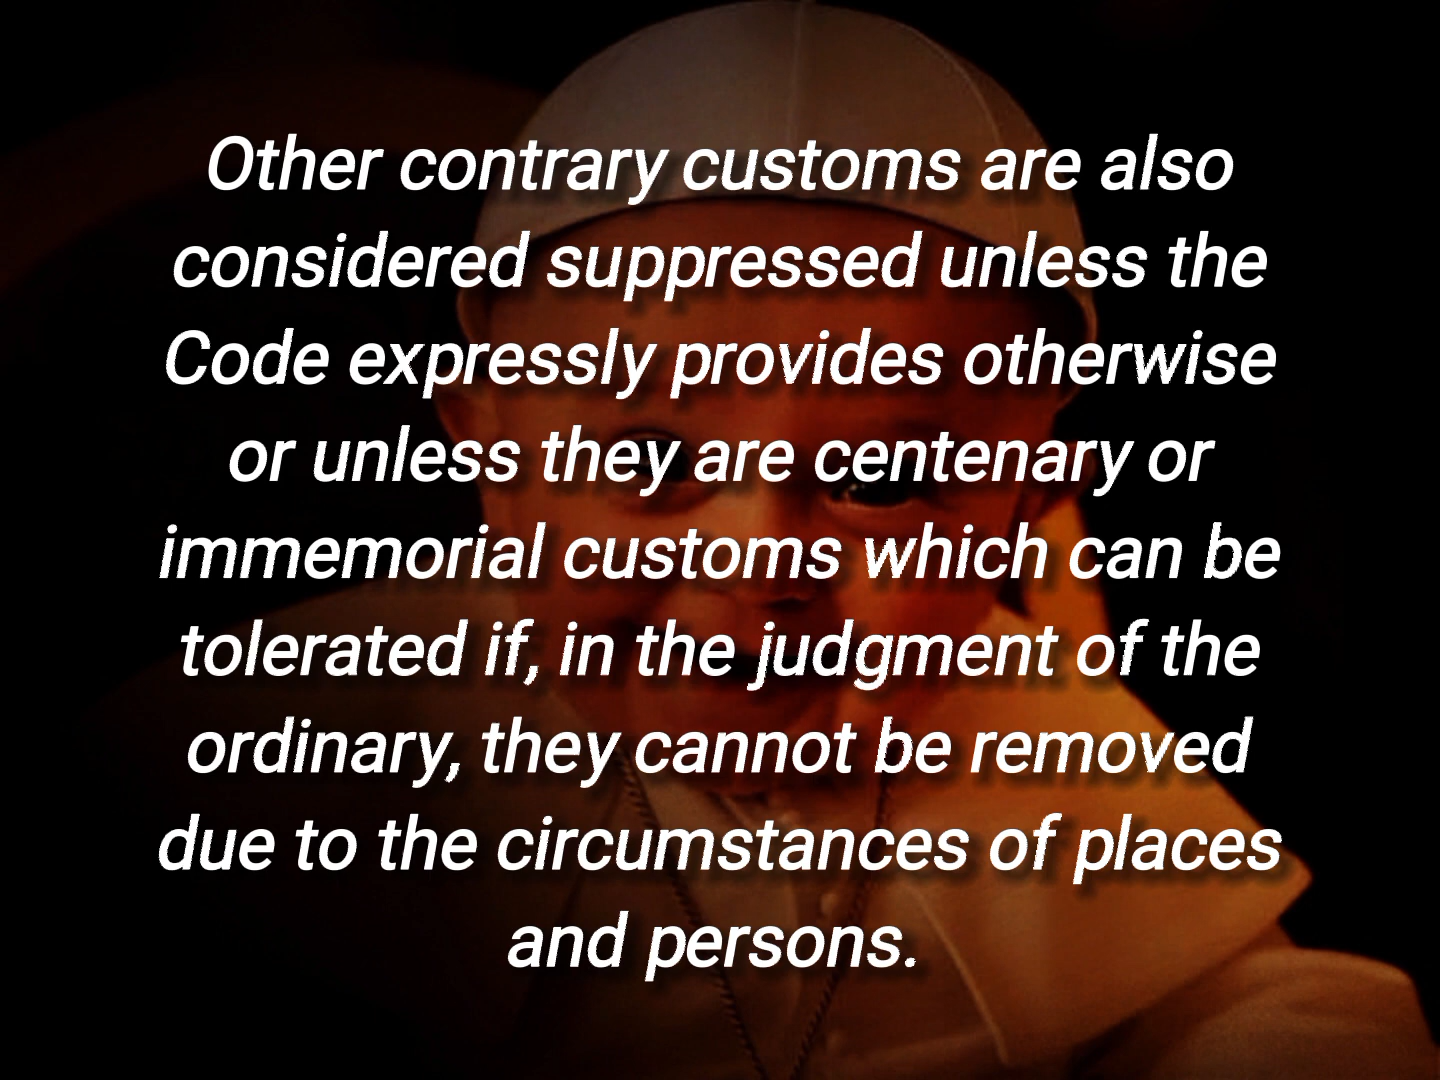 Other contrary customs are also
considered suppressed unless the
Code expressly provides otherwise
or unless they are centenary or
immemorial customs which can be
tolerated if, in the judgment of the
ordinary, they cannot be removed
due to the circumstances of places
and persons.